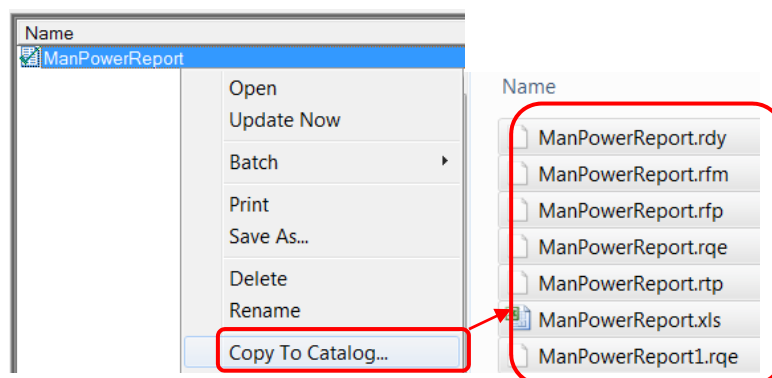 Name
ManPowerReport
Open
Update Now
Batch
Print
Save As...
Delete
Rename
Copy To Catalog...
Name
ManPowerReport.rdy
ManPowerReport.rfm
ManPowerReport.rfp
ManPowerReport.rqe
ManPowerReport.rtp
ManPowerReport.xls
ManPowerReport1.rqe